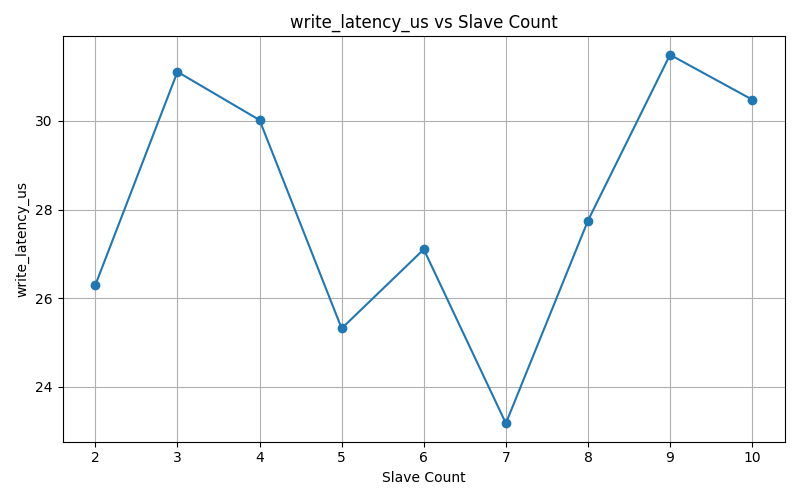 write_latency_us vs Slave Count
30
28
26
24
write_latency_us
2 3 4 5 6 7 8 9 10
Slave Count